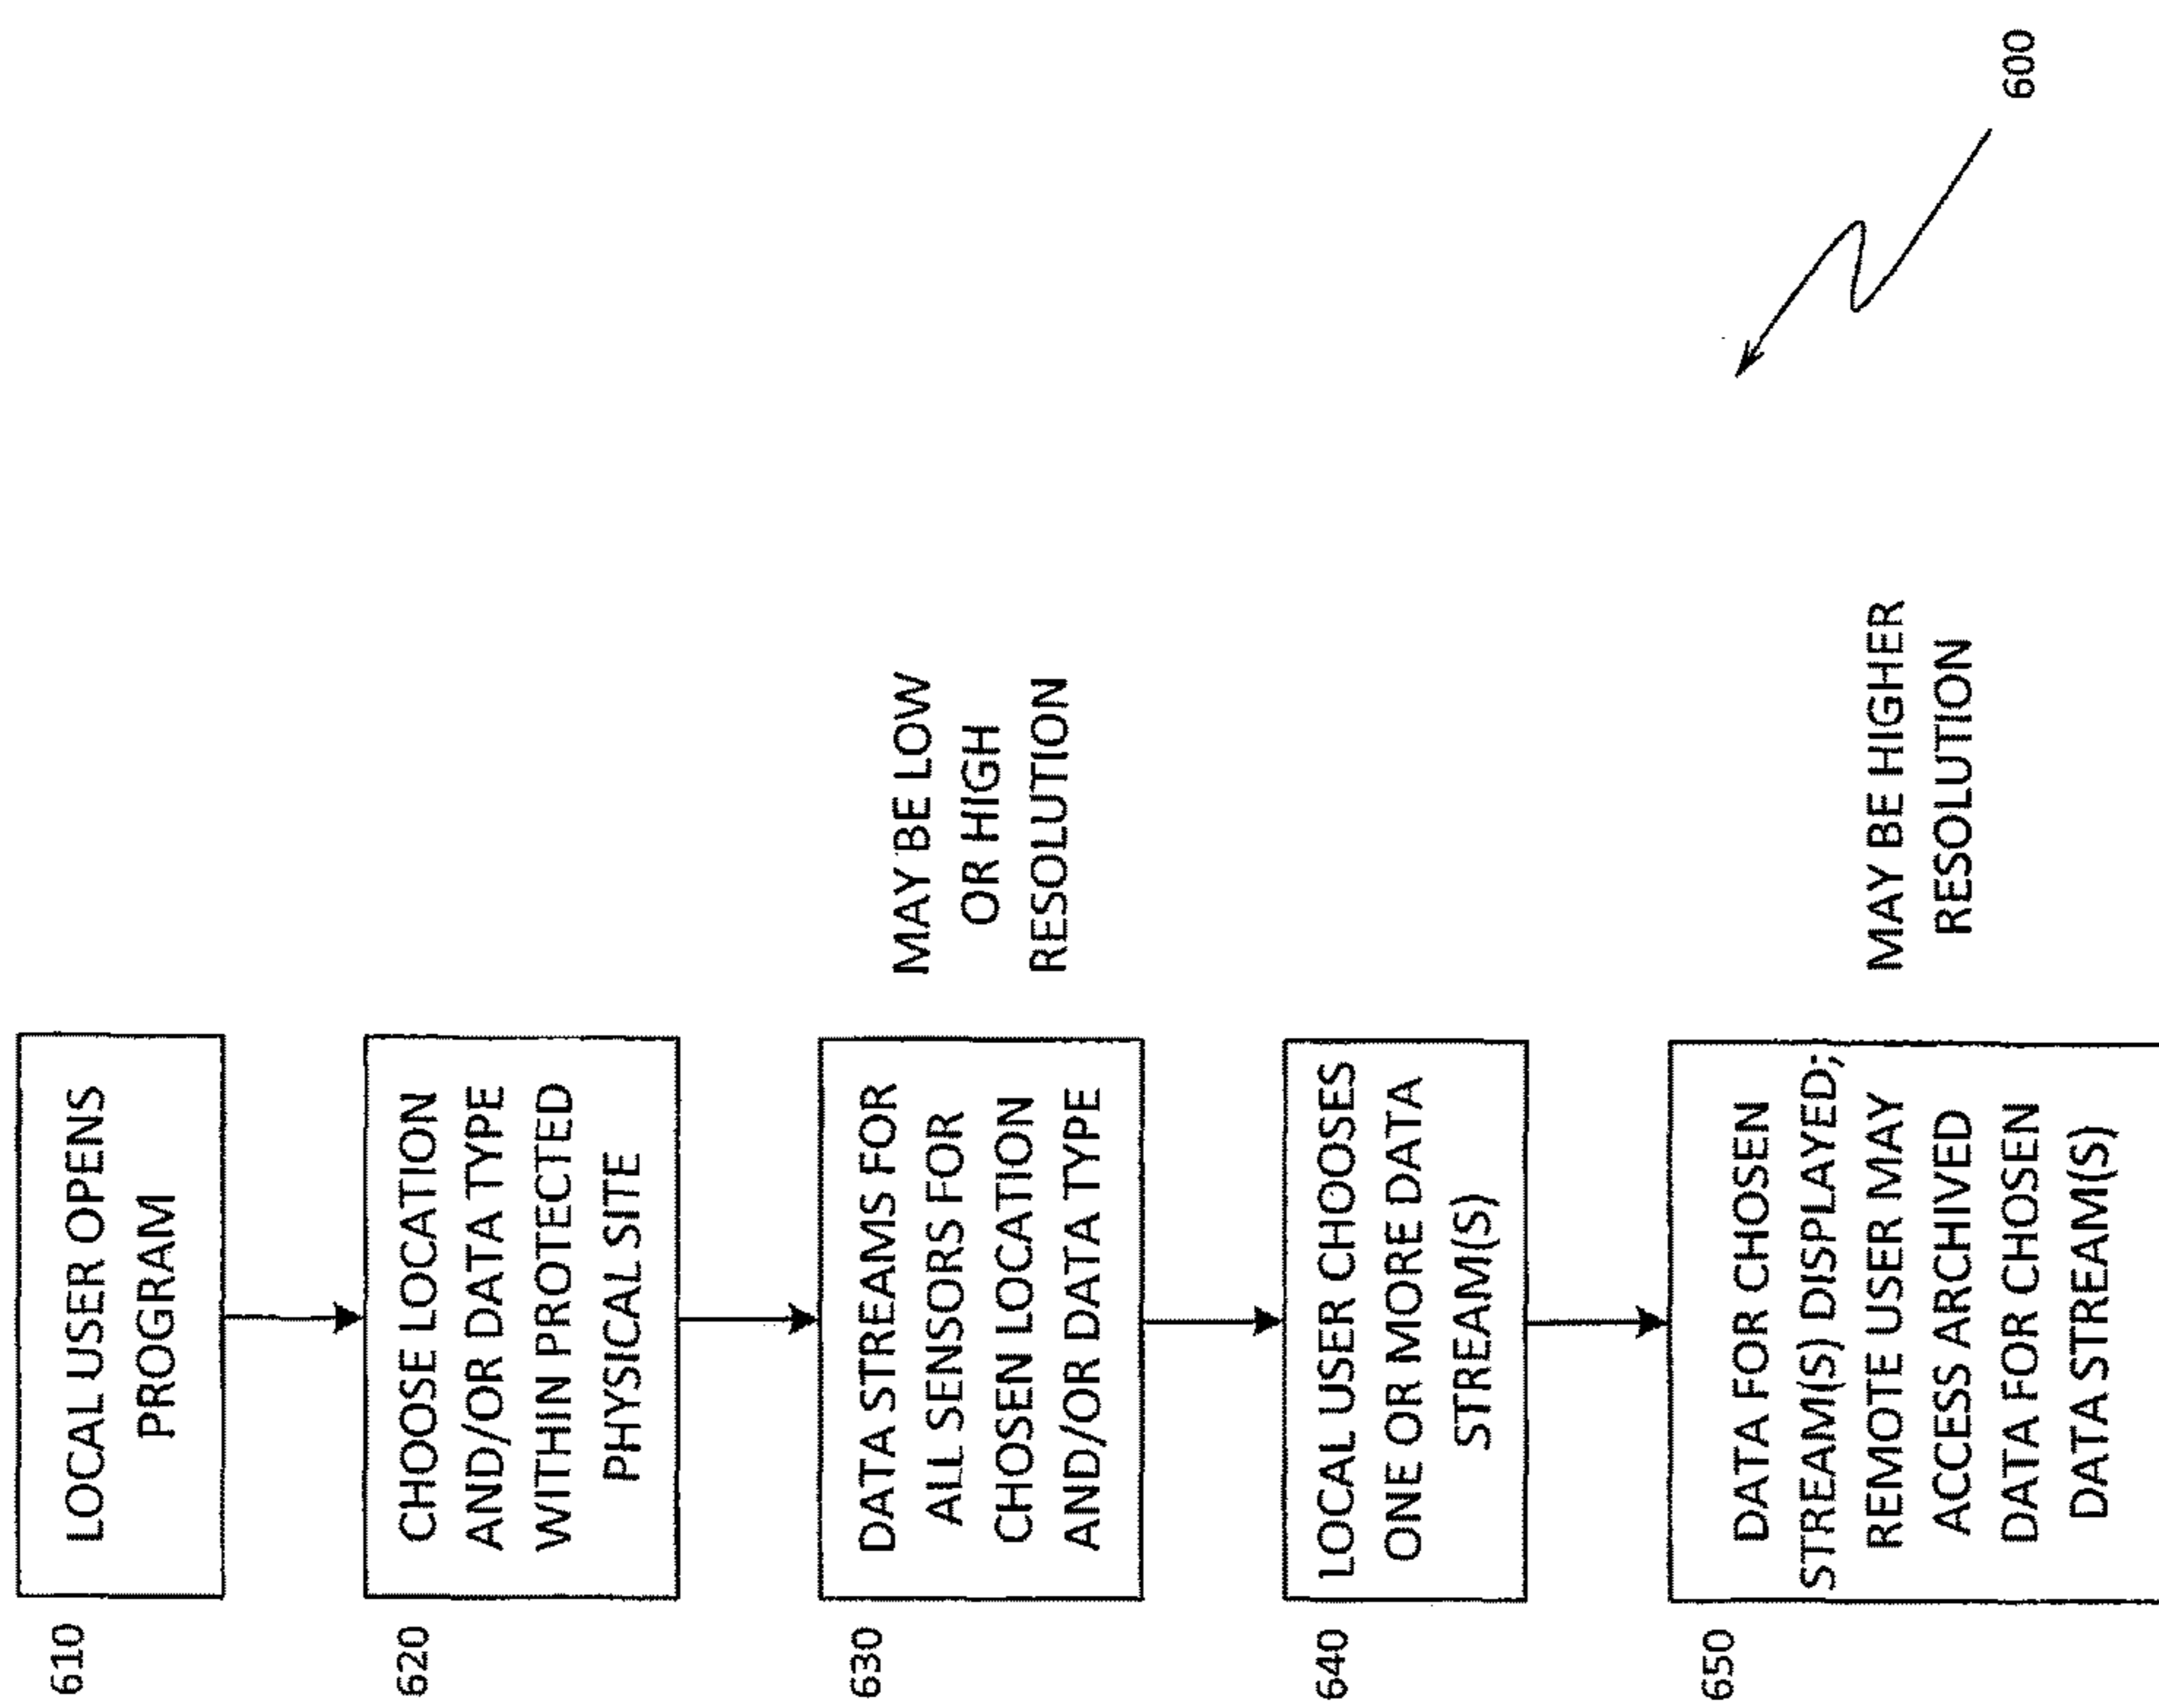 610
LOCAL USER OPENS
PROGRAM
620
CHOOSE LOCATION
AND/OR DATA TYPE
WITHIN PROTECTED
PHYSICAL SITE
630
DATA STREAMS FOR
ALL SENSORS FOR
CHOSEN LOCATION
AND/OR DATA TYPE
MAY BE LOW
OR HIGH
RESOLUTION
640
LOCAL USER CHOOSES
ONE OR MORE DATA
STREAM(S)
650
DATA FOR CHOSEN
STREAM(S) DISPLAYED;
REMOTE USER MAY
ACCESS ARCHIVED
DATA FOR CHOSEN
DATA STREAM(S)
MAY BE HIGHER
RESOLUTION
600